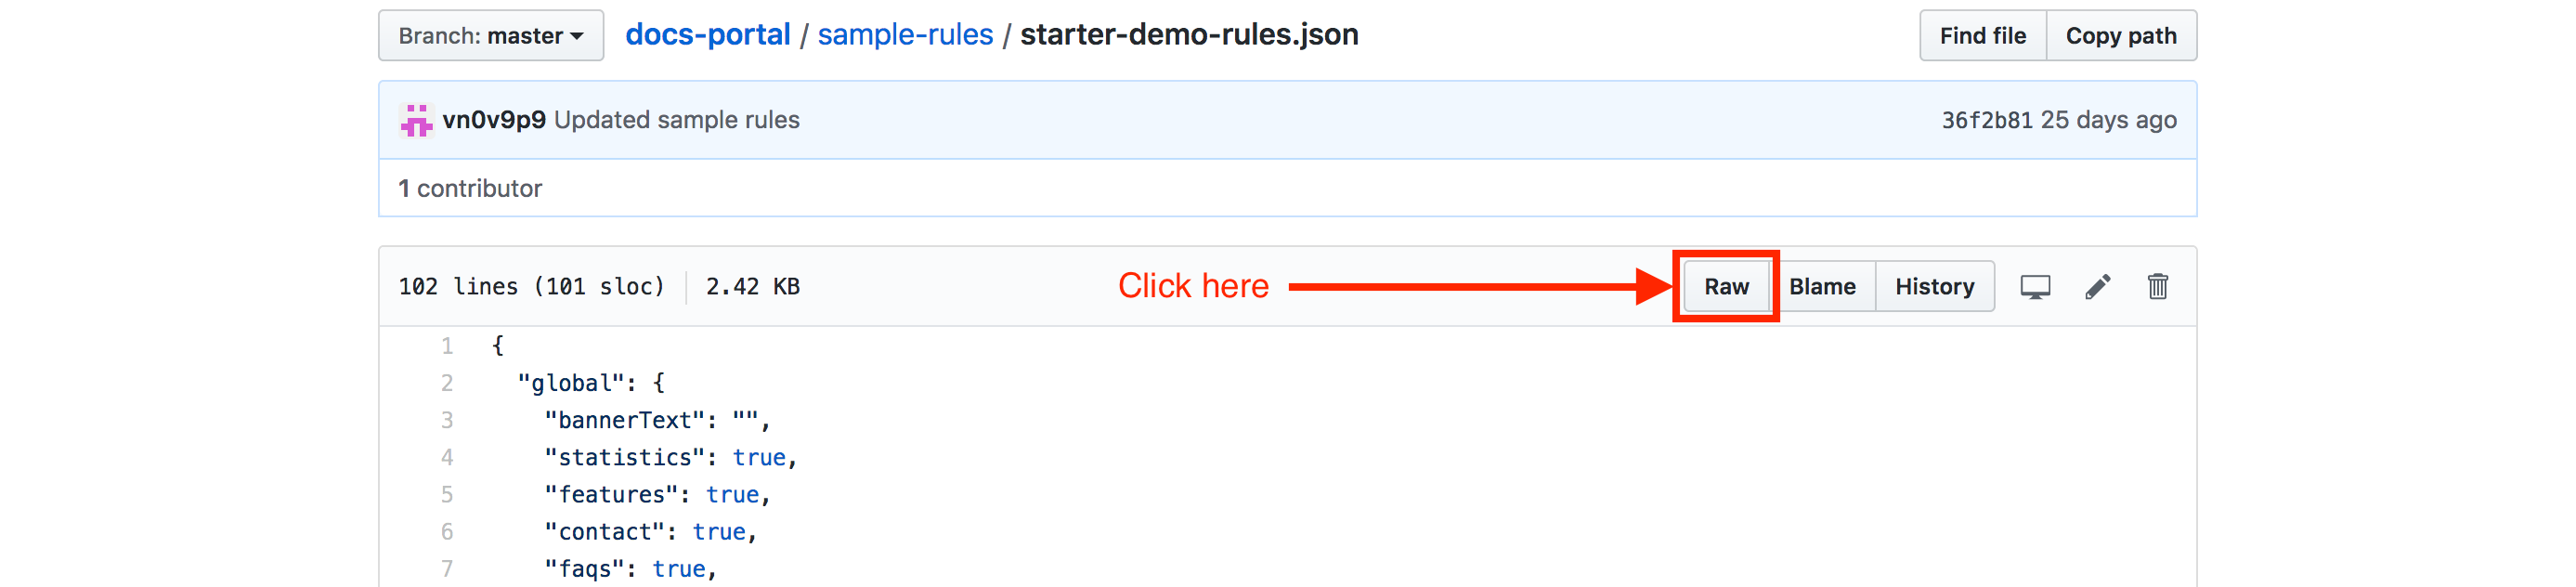 Branch: master docs-portal / sample-rules / starter-demo-rules.json Find file Copy path
vn0v9p9 Updated sample rules 36f2b81 25 days ago
1 contributor
102 lines (101 sloc) 2.42 KB Click here Raw Blame History
1 {
2 "global": {
3 "bannerText": "",
4 "statistics": true,
5 "features": true,
6 "contact": true,
7 "faqs": true,